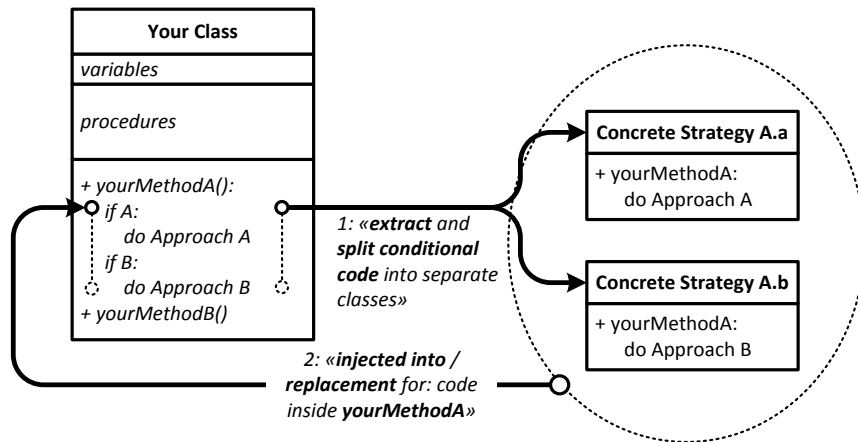 Your Class
variables
procedures
+ yourMethodA():
if A:
do Approach A
if B:
do Approach B
+ yourMethodB()
1: «extract and
split conditional
code into separate
classes»
Concrete Strategy A.a
+ yourMethodA:
do Approach A
Concrete Strategy A.b
+ yourMethodA:
do Approach B
2: «injected into /
replacement for: code
inside yourMethodA»